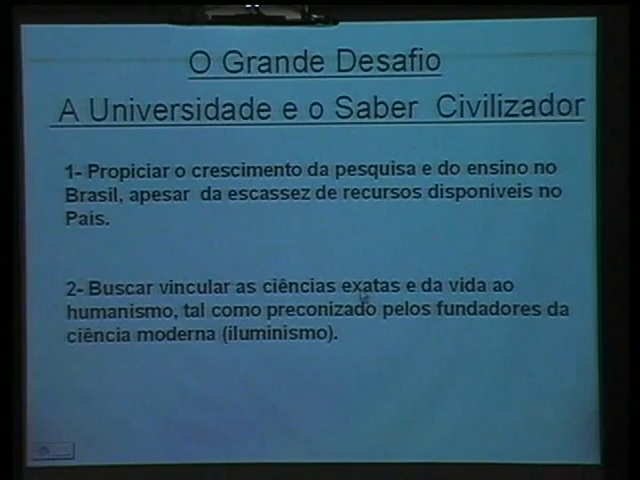 O Grande Desafio
A Universidade e o Saber Civilizador
1- Propiciar o crescimento da pesquisa e do ensino no
Brasil, apesar da escassez de recursos disponíveis no
País.
2- Buscar vincular as ciências exatas e da vida ao
humanismo, tal como preconizado pelos fundadores da
ciência moderna (iluminismo).